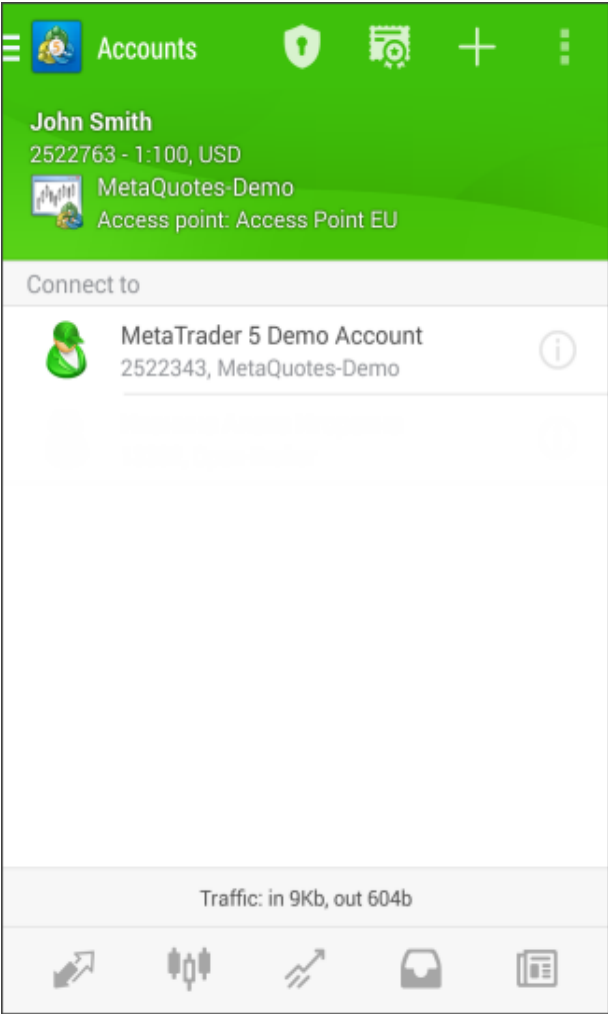 Accounts
John Smith
2522763 - 1:100, USD
MetaQuotes-Demo
Access point: Access Point EU
Connect to
MetaTrader 5 Demo Account
2522343, MetaQuotes-Demo
Traffic: in 9Kb, out 604b